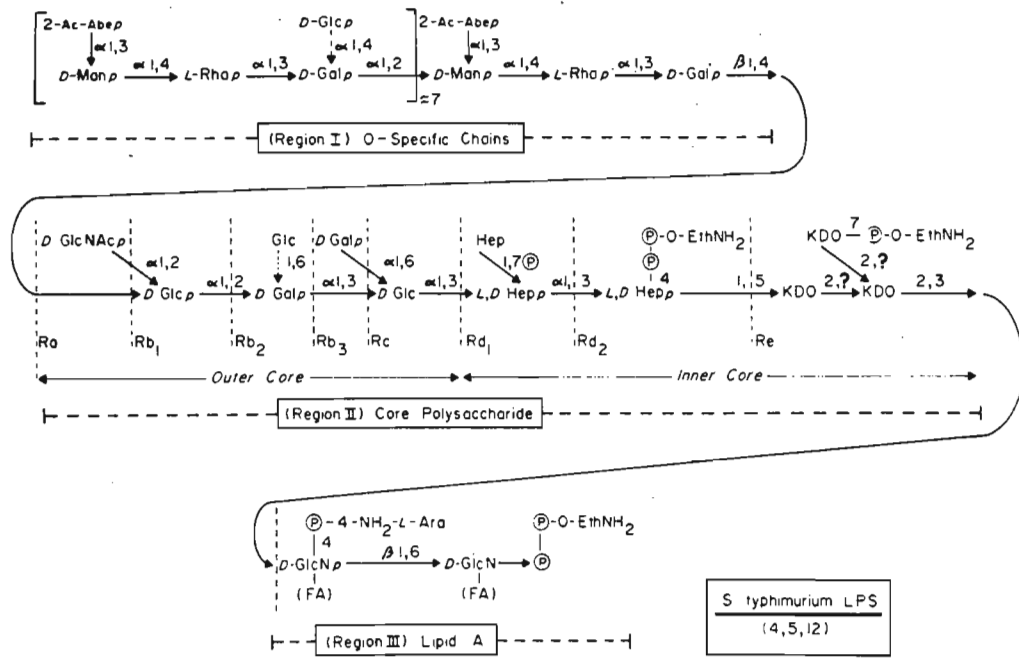 2-Ac-Abep D-Glcp 2-Ac-Abep
α1,3 α1,4 α1,3
D-Manp α1,4 L-Rhap α1,3 D-Galp α1,2 D-Manp α1,4 L-Rhap α1,3 D-Galp β1,4
≈7
(Region I) O-Specific Chains
D GlcNAcp Glc D Galp Hep Ⓟ-O-EthNH2 KDO 7 Ⓟ-O-EthNH2
α1,2 1,6 α1,6 1,7 Ⓟ Ⓟ 2,?
D Glcp α1,2 D Galp α1,3 D Glc α1,3 L,D Hepp α1,3 L,D Hepp 4 1,5 KDO 2,? KDO 2,3
Ra Rb1 Rb2 Rb3 Rc Rd1 Rd2 Re
Outer Core Inner Core
(Region II) Core Polysaccharide
Ⓟ-4-NH2-L-Ara Ⓟ-O-EthNH2
4
D-GlcNp β1,6 D-GlcN Ⓟ
(FA) (FA)
S typhimurium LPS
(4,5,12)
(Region III) Lipid A